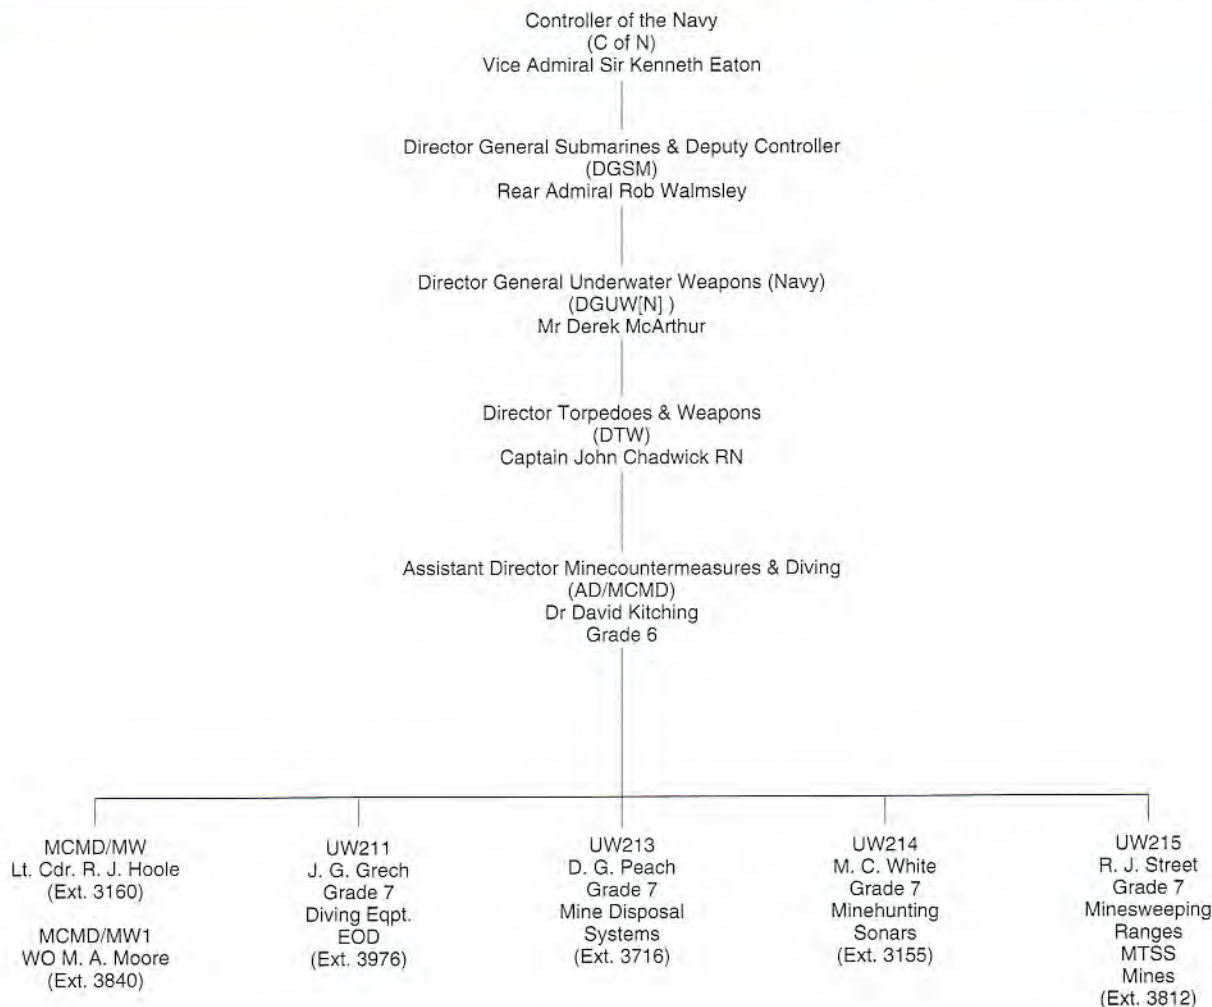 Controller of the Navy
(C of N)
Vice Admiral Sir Kenneth Eaton
Director General Submarines & Deputy Controller
(DGSM)
Rear Admiral Rob Walmsley
Director General Underwater Weapons (Navy)
(DGUW[N] )
Mr Derek McArthur
Director Torpedoes & Weapons
(DTW)
Captain John Chadwick RN
Assistant Director Minecountermeasures & Diving
(AD/MCMD)
Dr David Kitching
Grade 6
MCMD/MW
Lt. Cdr. R. J. Hoole
(Ext. 3160)
MCMD/MW1
WO M. A. Moore
(Ext. 3840)
UW211
J. G. Grech
Grade 7
Diving Eqpt.
EOD
(Ext. 3976)
UW213
D. G. Peach
Grade 7
Mine Disposal
Systems
(Ext. 3716)
UW214
M. C. White
Grade 7
Minehunting
Sonars
(Ext. 3155)
UW215
R. J. Street
Grade 7
Minesweeping
Ranges
MTSS
Mines
(Ext. 3812)